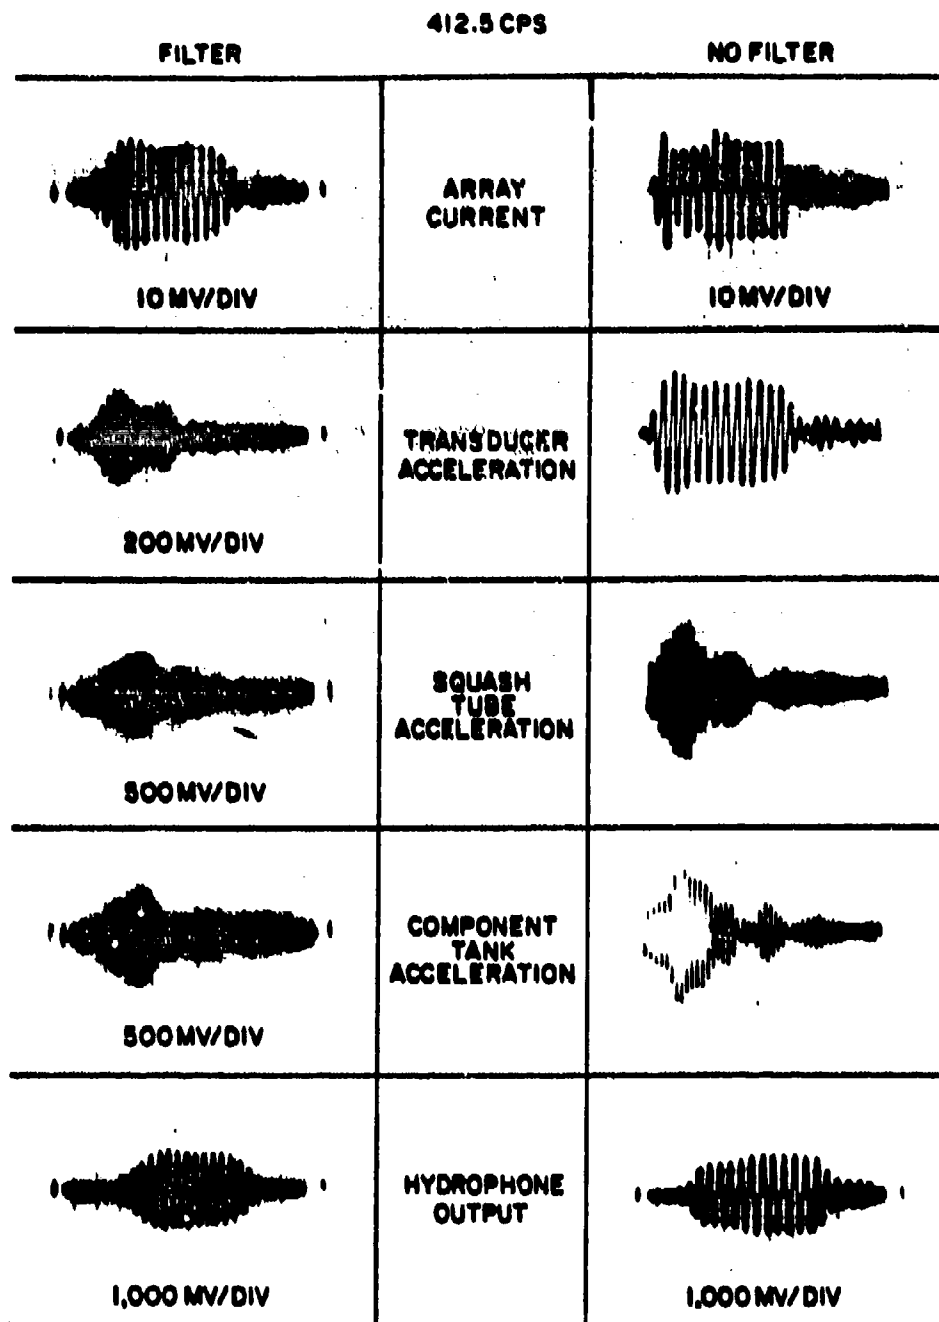 412.5 CPS
FILTER
NO FILTER
ARRAY
CURRENT
10 MV/DIV
10 MV/DIV
TRANSDUCER
ACCELERATION
200 MV/DIV
SQUASH
TUBE
ACCELERATION
500 MV/DIV
COMPONENT
TANK
ACCELERATION
500 MV/DIV
HYDROPHONE
OUTPUT
1,000 MV/DIV
1,000 MV/DIV